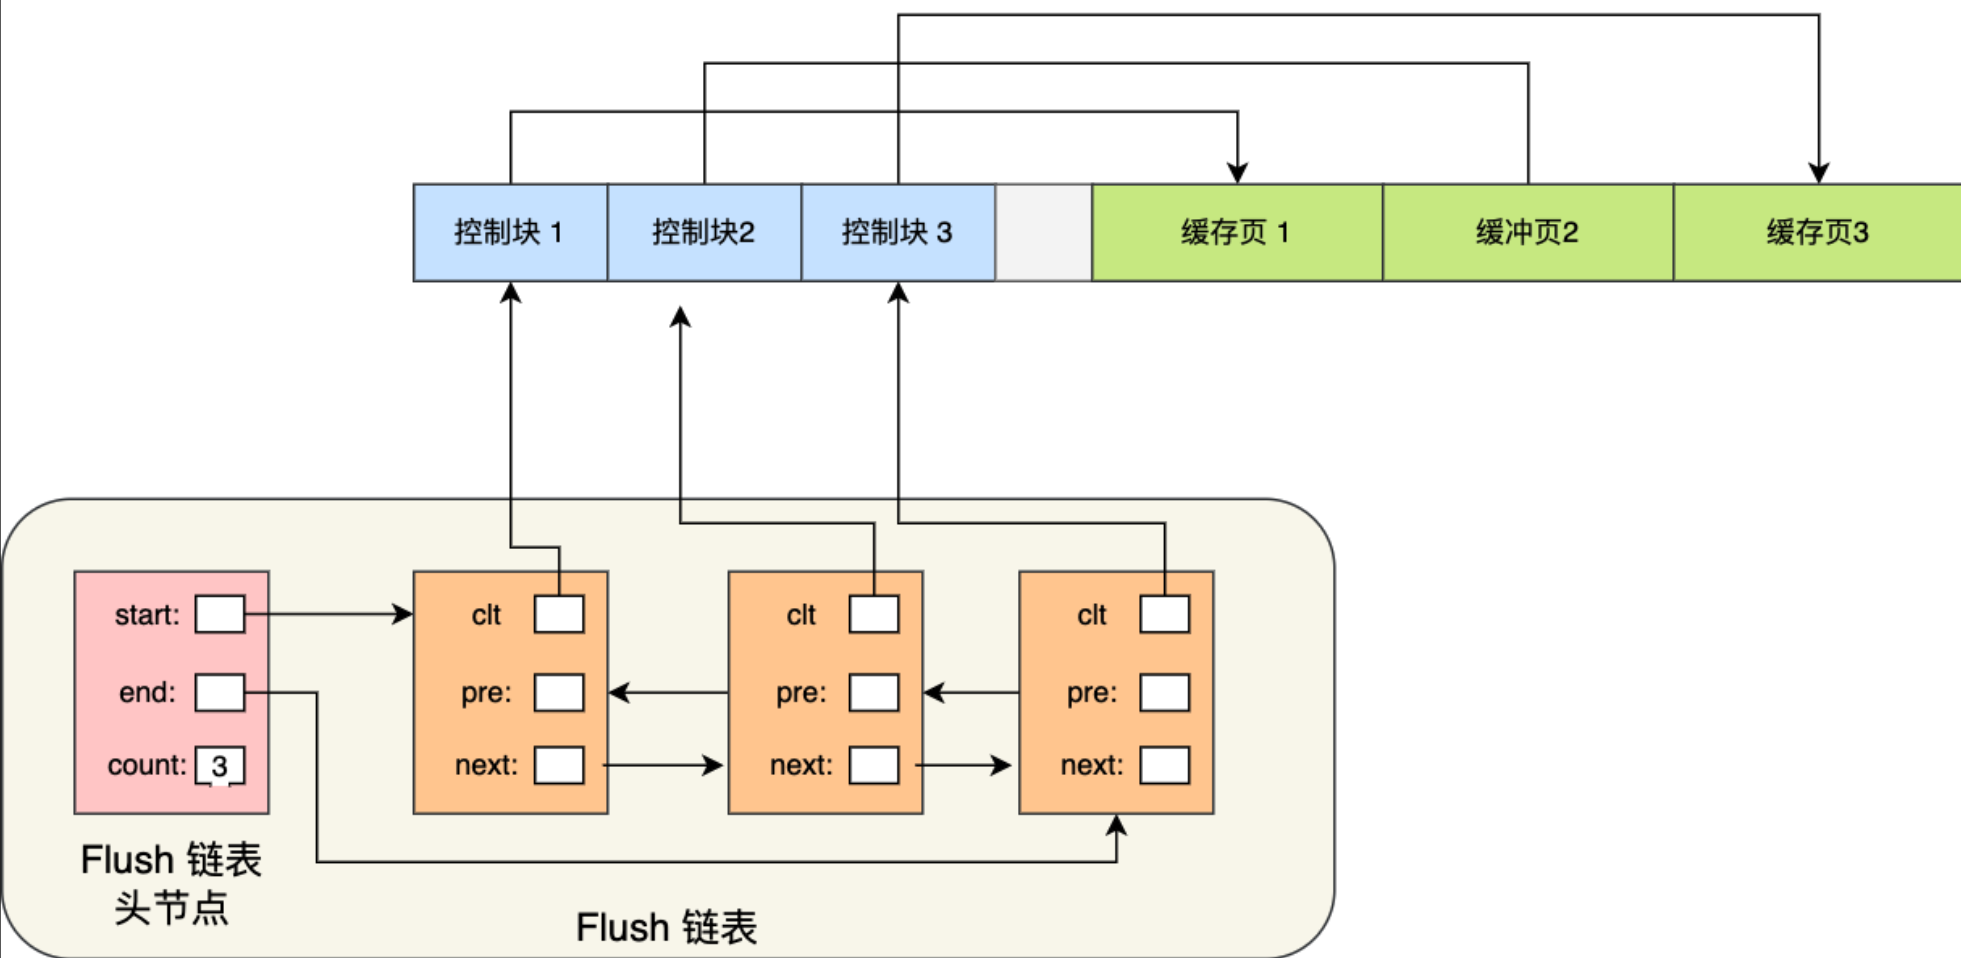 控制块 1
控制块2
控制块 3
缓存页 1
缓冲页2
缓存页3
start:
end:
count: 3
clt
pre:
next:
clt
pre:
next:
clt
pre:
next:
Flush 链表
头节点
Flush 链表